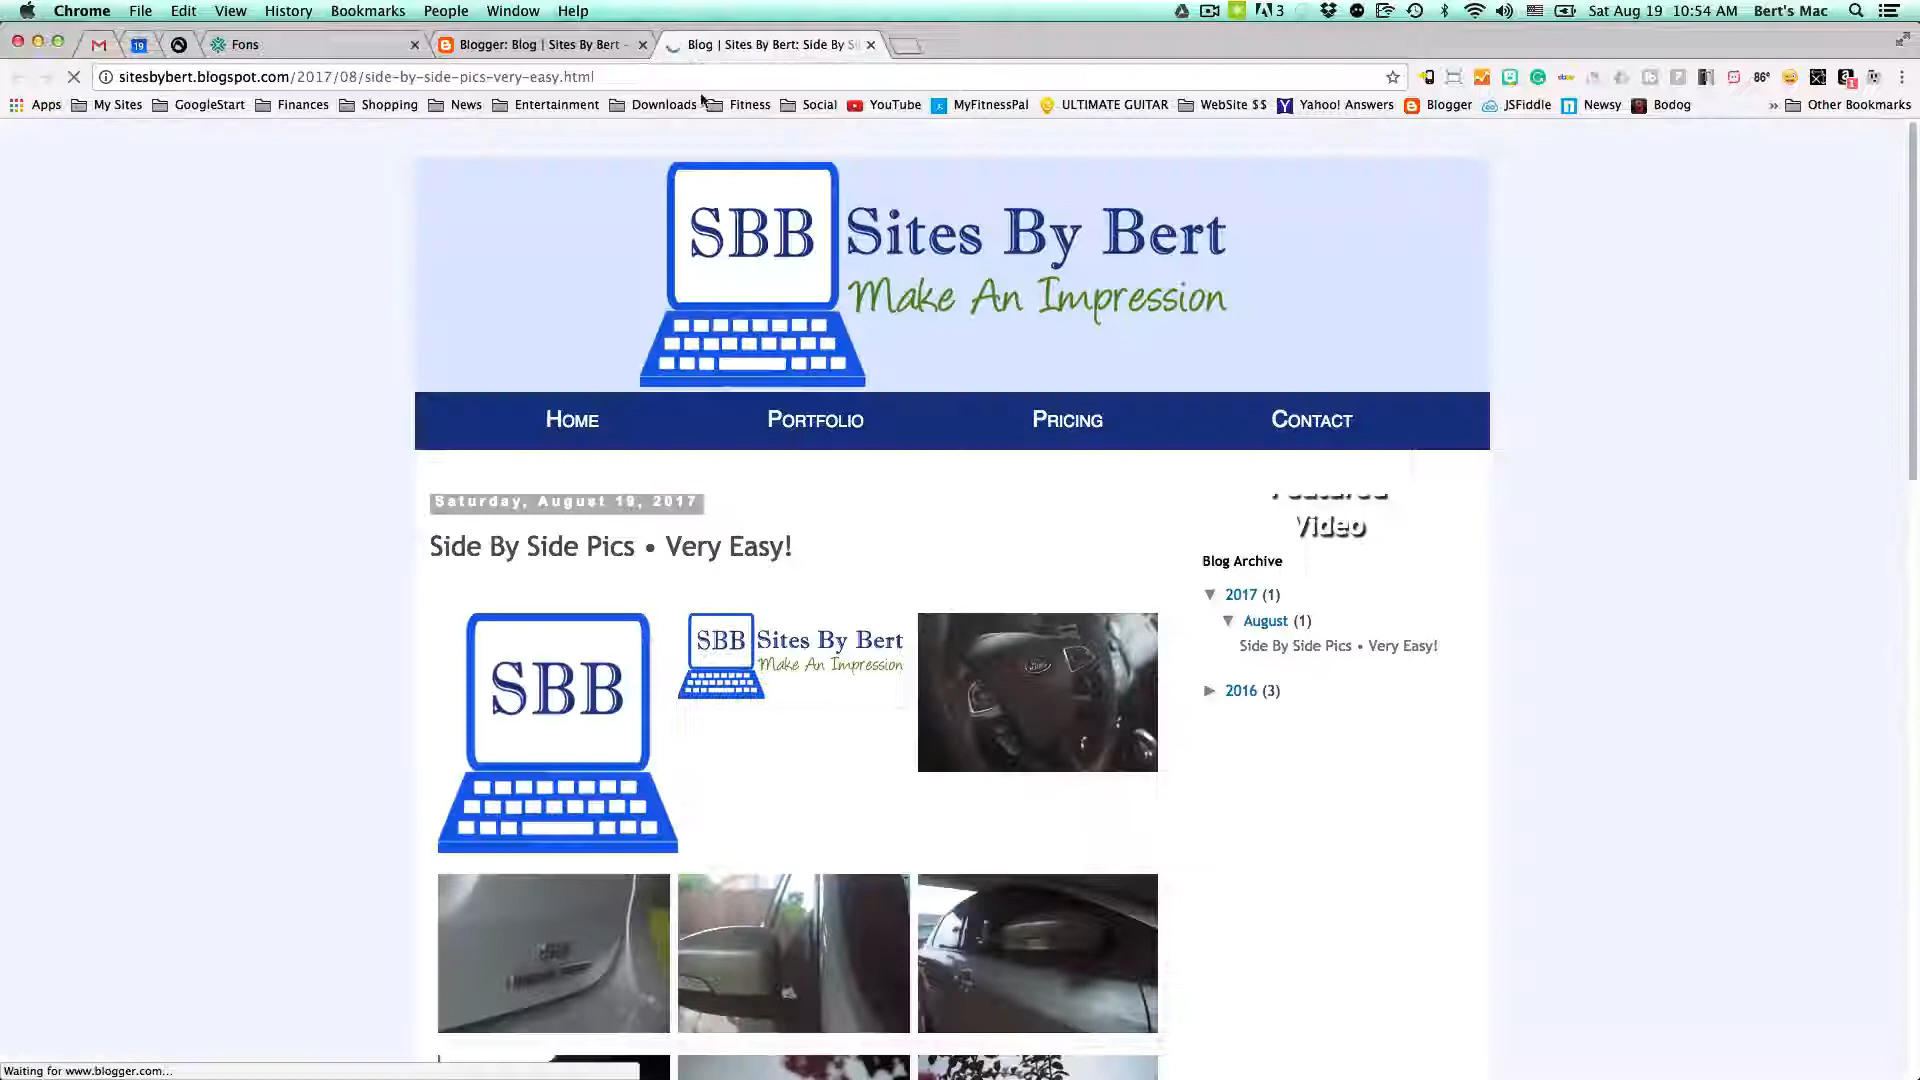 Chrome File Edit View History Bookmarks People Window Help 3 Sat Aug 19 10:54 AM Bert's Mac
19 Fons Blogger: Blog | Sites By Bert - Blog | Sites By Bert: Side By Si
sitesbybert.blogspot.com/2017/08/side-by-side-pics-very-easy.html 86° 1
Apps My Sites GoogleStart Finances Shopping News Entertainment Downloads Fitness Social YouTube MyFitnessPal ULTIMATE GUITAR WebSite $$ Yahoo! Answers Blogger JSFiddle Newsy Bodog » Other Bookmarks
SBB Sites By Bert
Make An Impression
Home Portfolio Pricing Contact
Saturday, August 19, 2017
Side By Side Pics • Very Easy!
Featured
Video
Blog Archive
▼ 2017 (1)
▼ August (1)
Side By Side Pics • Very Easy!
► 2016 (3)
SBB
SBB Sites By Bert
Make An Impression
Waiting for www.blogger.com...